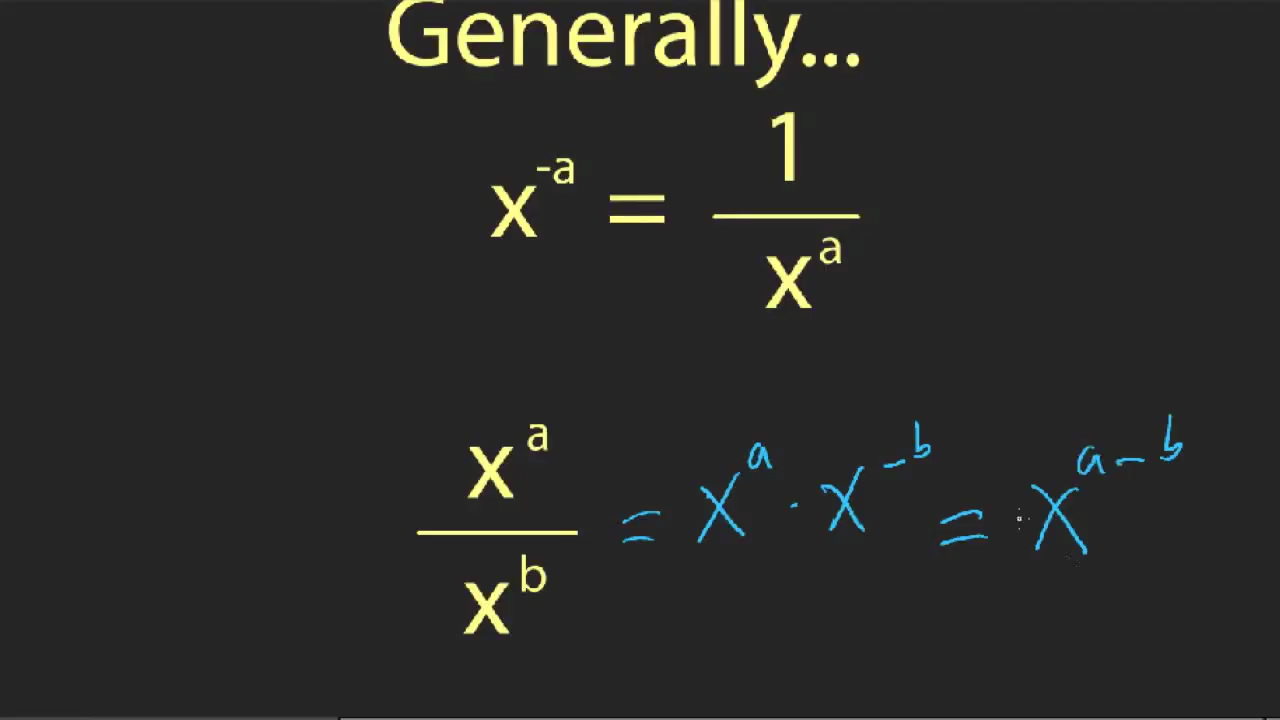 Generally...
x^-a = 1/x^a
x^a/x^b = x^a · x^-b = x^a-b